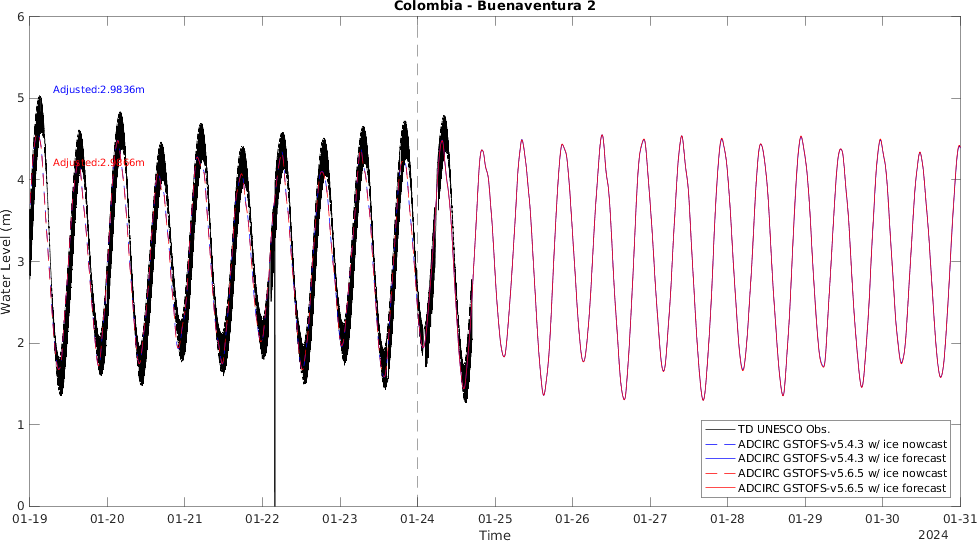 Colombia - Buenaventura 2
6
5
4
3
2
1
0
Water Level (m)
Adjusted:2.9836m
Adjusted:2.9866m
TD UNESCO Obs.
ADCIRC GSTOFS-v5.4.3 w/ ice nowcast
ADCIRC GSTOFS-v5.4.3 w/ ice forecast
ADCIRC GSTOFS-v5.6.5 w/ ice nowcast
ADCIRC GSTOFS-v5.6.5 w/ ice forecast
01-19 01-20 01-21 01-22 01-23 01-24 01-25 01-26 01-27 01-28 01-29 01-30 01-31
Time
2024